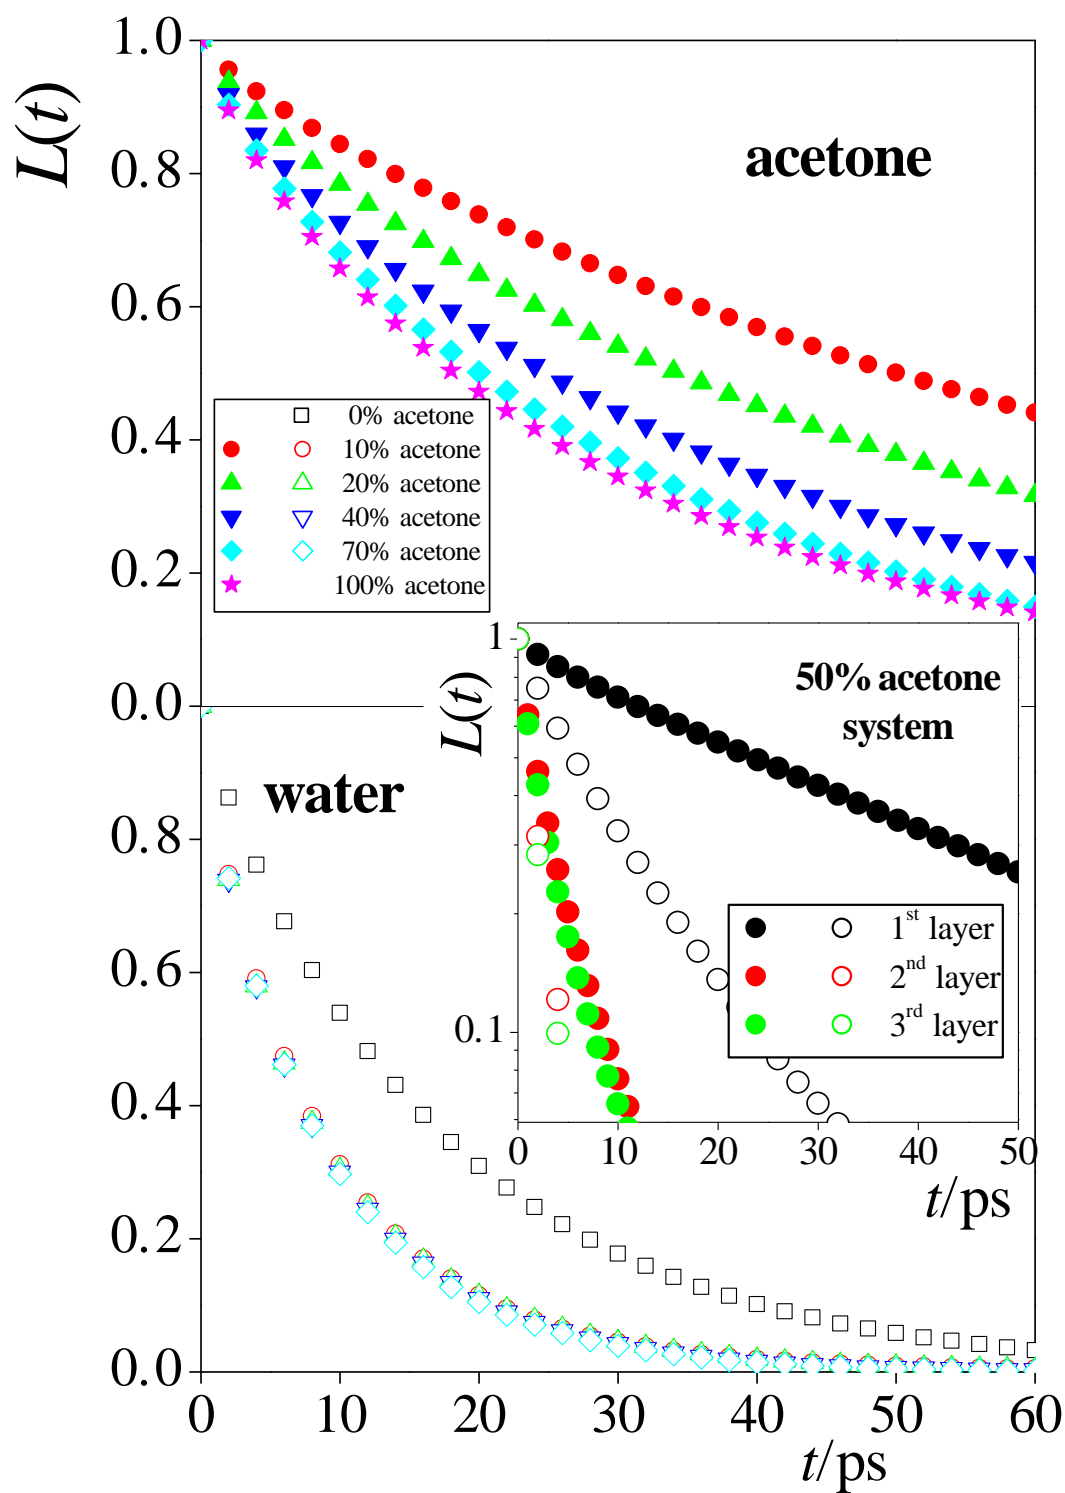 1.0
L(t)
acetone
0.8
0.6
0.4
0% acetone
10% acetone
20% acetone
40% acetone
70% acetone
100% acetone
0.2
0.0
1
L(t)
50% acetone
system
water
0.8
0.6
0.1
1st layer
2nd layer
3rd layer
0.4
0 10 20 30 40 50
t/ps
0.2
0.0
0 10 20 30 40 50 60
t/ps